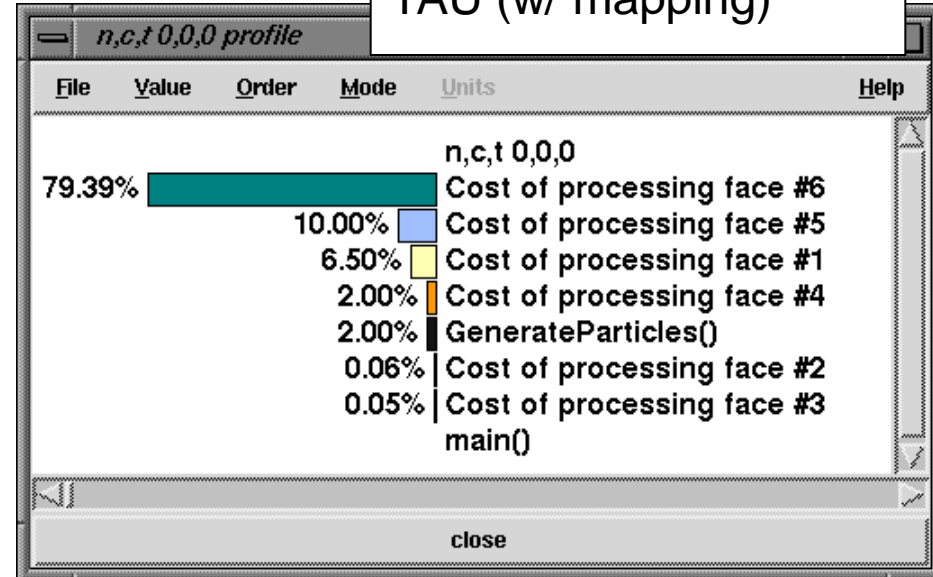 TAU (w/ mapping)
n,c,t 0,0,0 profile
File Value Order Mode Units Help
n,c,t 0,0,0
79.39% Cost of processing face #6
10.00% Cost of processing face #5
6.50% Cost of processing face #1
2.00% Cost of processing face #4
2.00% GenerateParticles()
0.06% Cost of processing face #2
0.05% Cost of processing face #3
main()
close